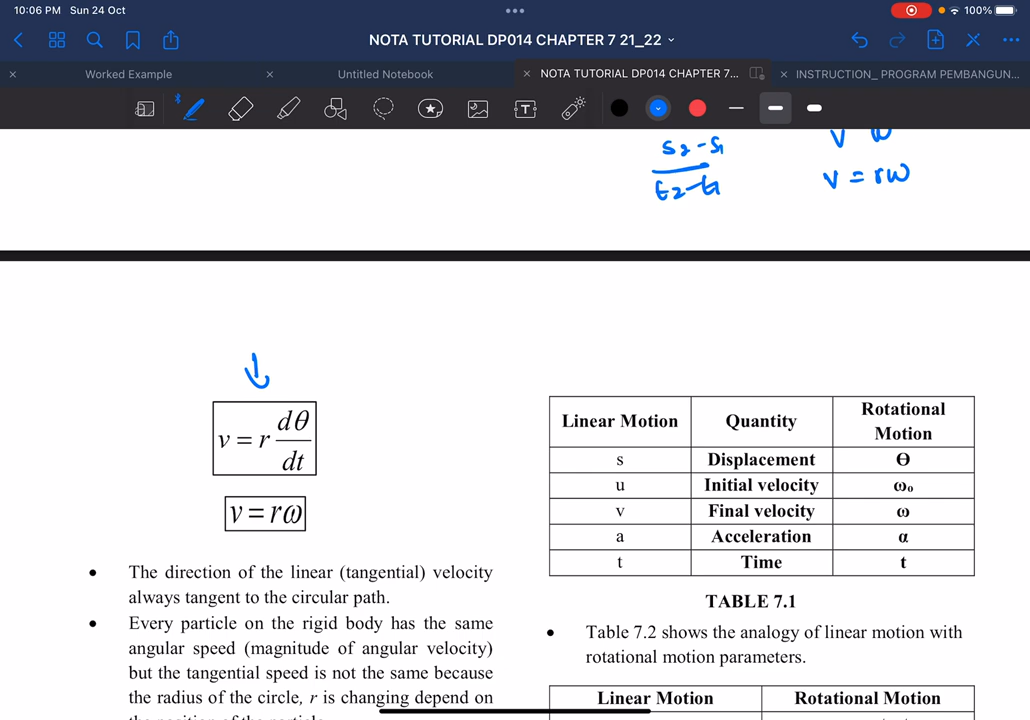 10:06 PM Sun 24 Oct
100%
NOTA TUTORIAL DP014 CHAPTER 7 21_22
Worked Example
Untitled Notebook
NOTA TUTORIAL DP014 CHAPTER 7...
INSTRUCTION_ PROGRAM PEMBANGUN...
s₂-s₁
t₂-t₁
v ω
v = rω
v = r dθ/dt
v = rω
• The direction of the linear (tangential) velocity
always tangent to the circular path.
• Every particle on the rigid body has the same
angular speed (magnitude of angular velocity)
but the tangential speed is not the same because
the radius of the circle, r is changing depend on
the position of the particle.
Linear Motion Quantity Rotational Motion
s Displacement Θ
u Initial velocity ω₀
v Final velocity ω
a Acceleration α
t Time t
TABLE 7.1
• Table 7.2 shows the analogy of linear motion with
rotational motion parameters.
Linear Motion Rotational Motion